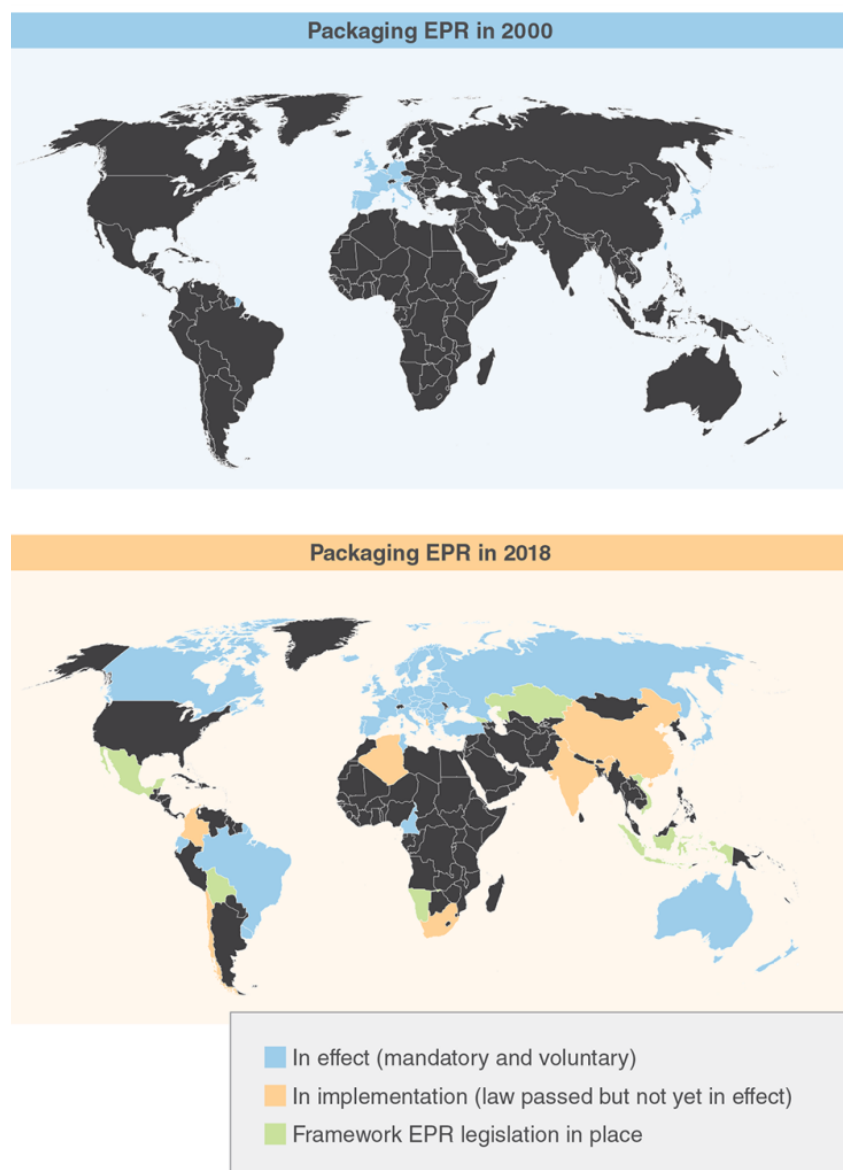 Packaging EPR in 2000
Packaging EPR in 2018
In effect (mandatory and voluntary)
In implementation (law passed but not yet in effect)
Framework EPR legislation in place